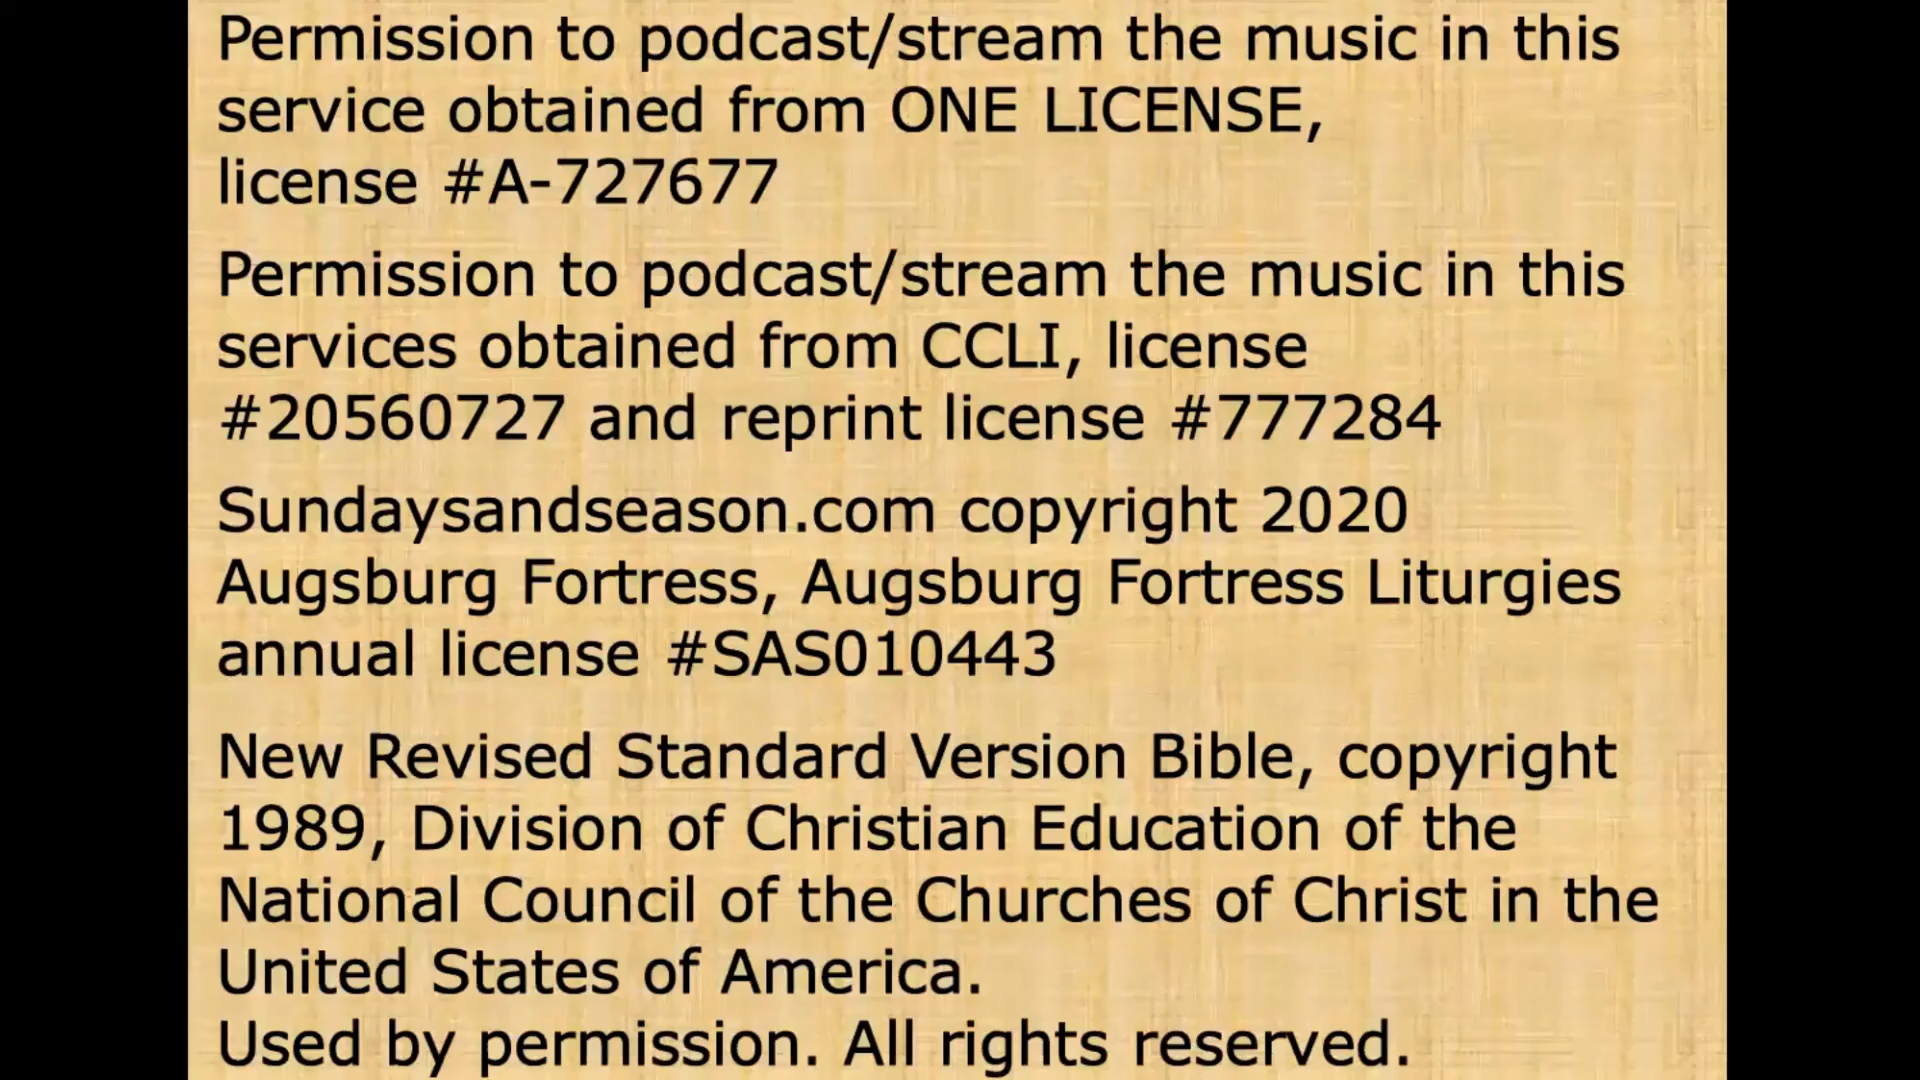 Permission to podcast/stream the music in this
service obtained from ONE LICENSE,
license #A-727677
Permission to podcast/stream the music in this
services obtained from CCLI, license
#20560727 and reprint license #777284
Sundaysandseason.com copyright 2020
Augsburg Fortress, Augsburg Fortress Liturgies
annual license #SAS010443
New Revised Standard Version Bible, copyright
1989, Division of Christian Education of the
National Council of the Churches of Christ in the
United States of America.
Used by permission. All rights reserved.